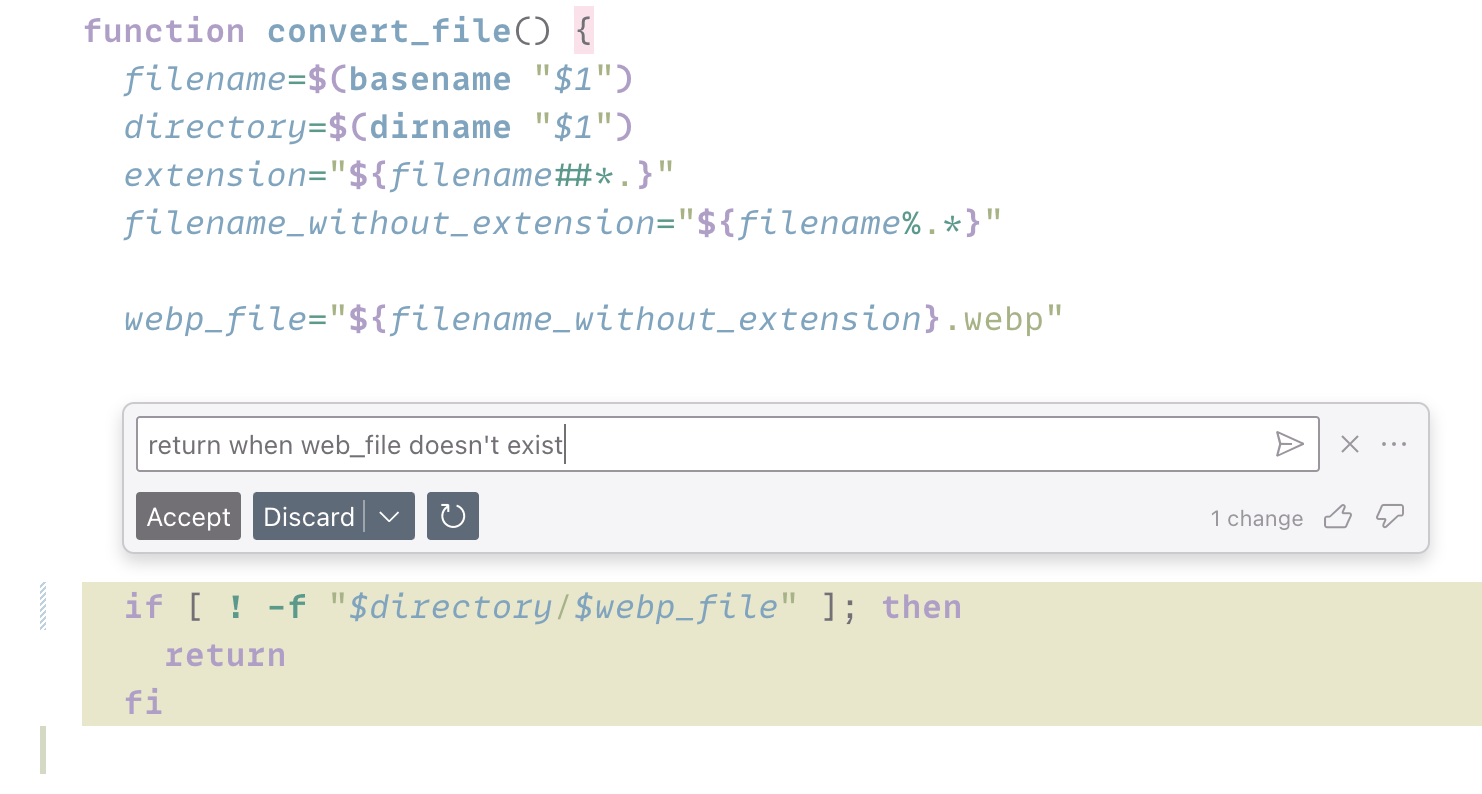 function convert_file() {
filename=$(basename "$1")
directory=$(dirname "$1")
extension="${filename##*.}"
filename_without_extension="${filename%.*}"
webp_file="${filename_without_extension}.webp"
return when web_file doesn't exist
Accept Discard 1 change
if [ ! -f "$directory/$webp_file" ]; then
return
fi